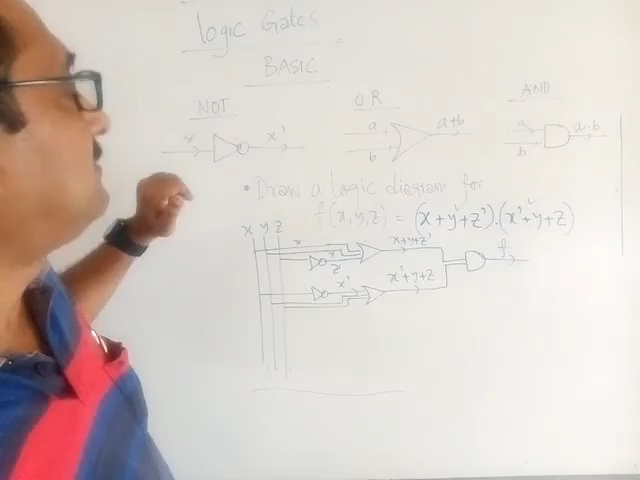 logic Gates
BASIC
NOT
OR
AND
x x'
a b a+b
a b a.b
• Draw a logic diagram for
f(x,y,z) = (x+y+z').(x'+y+z)
x y z
x
z
x+y+z'
f
x'
x'+y+z